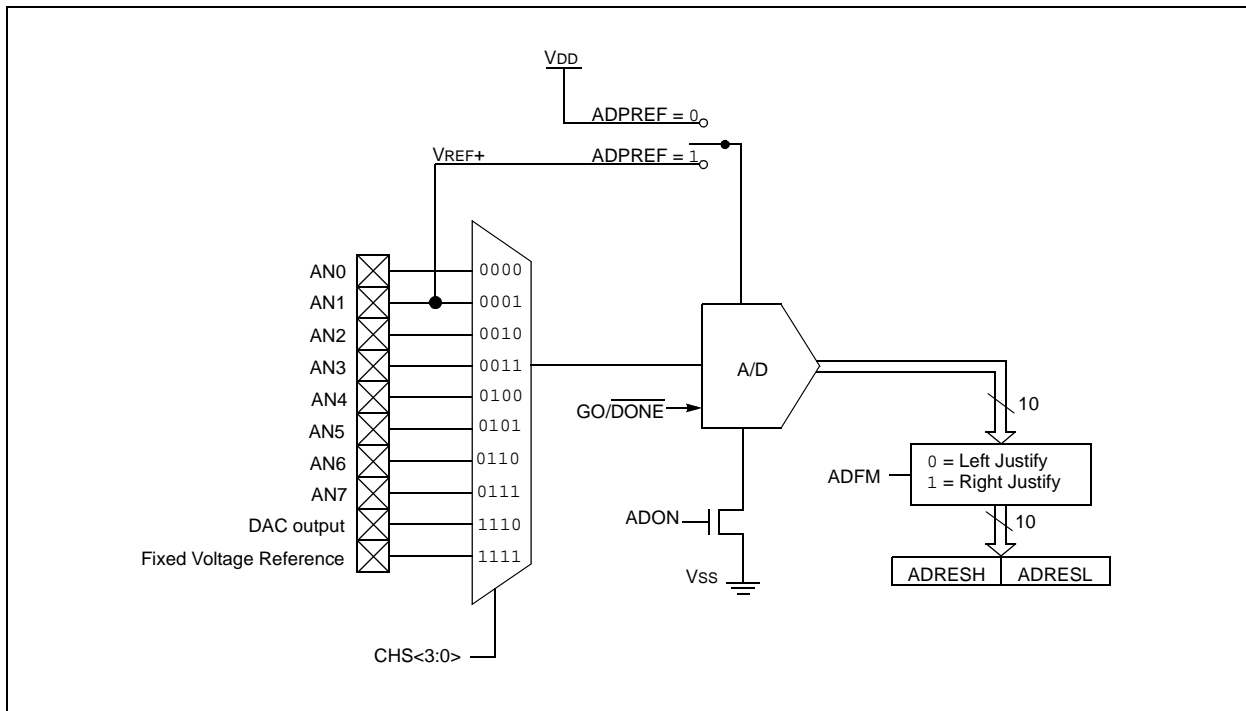 VDD
ADPREF = 0
VREF+
ADPREF = 1
AN0
0000
AN1
0001
AN2
0010
AN3
0011
AN4
0100
AN5
0101
AN6
0110
AN7
0111
DAC output
1110
Fixed Voltage Reference
1111
CHS<3:0>
A/D
GO/DONE
ADON
VSS
10
ADFM
0 = Left Justify
1 = Right Justify
10
ADRESH
ADRESL